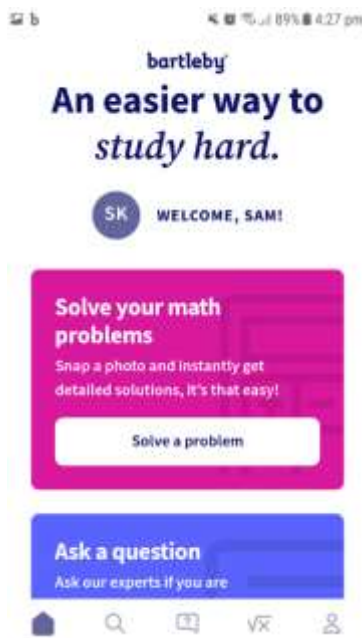 b 89% 4:27 pm
bartleby
An easier way to
study hard.
SK WELCOME, SAM!
Solve your math
problems
Snap a photo and instantly get
detailed solutions, it's that easy!
Solve a problem
Ask a question
Ask our experts if you are
?
√x